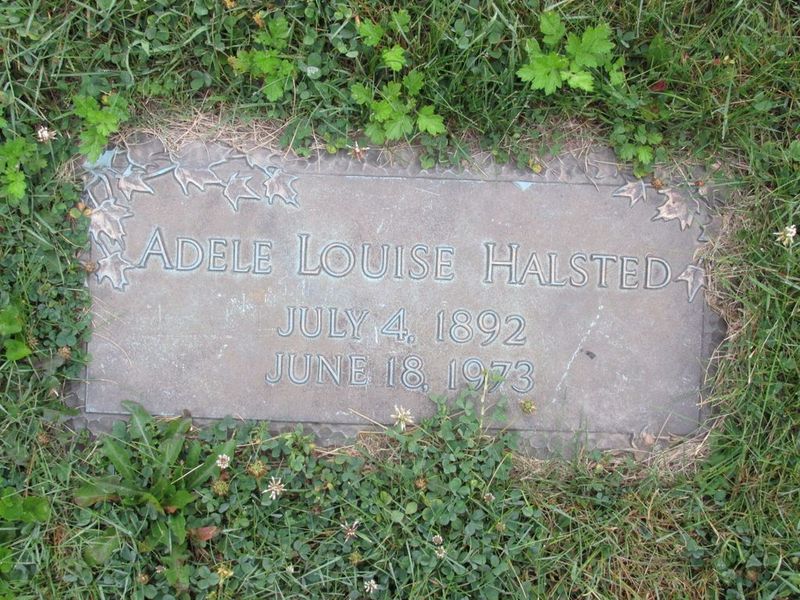 ADELE LOUISE HALSTED
JULY 4, 1892
JUNE 18, 1973